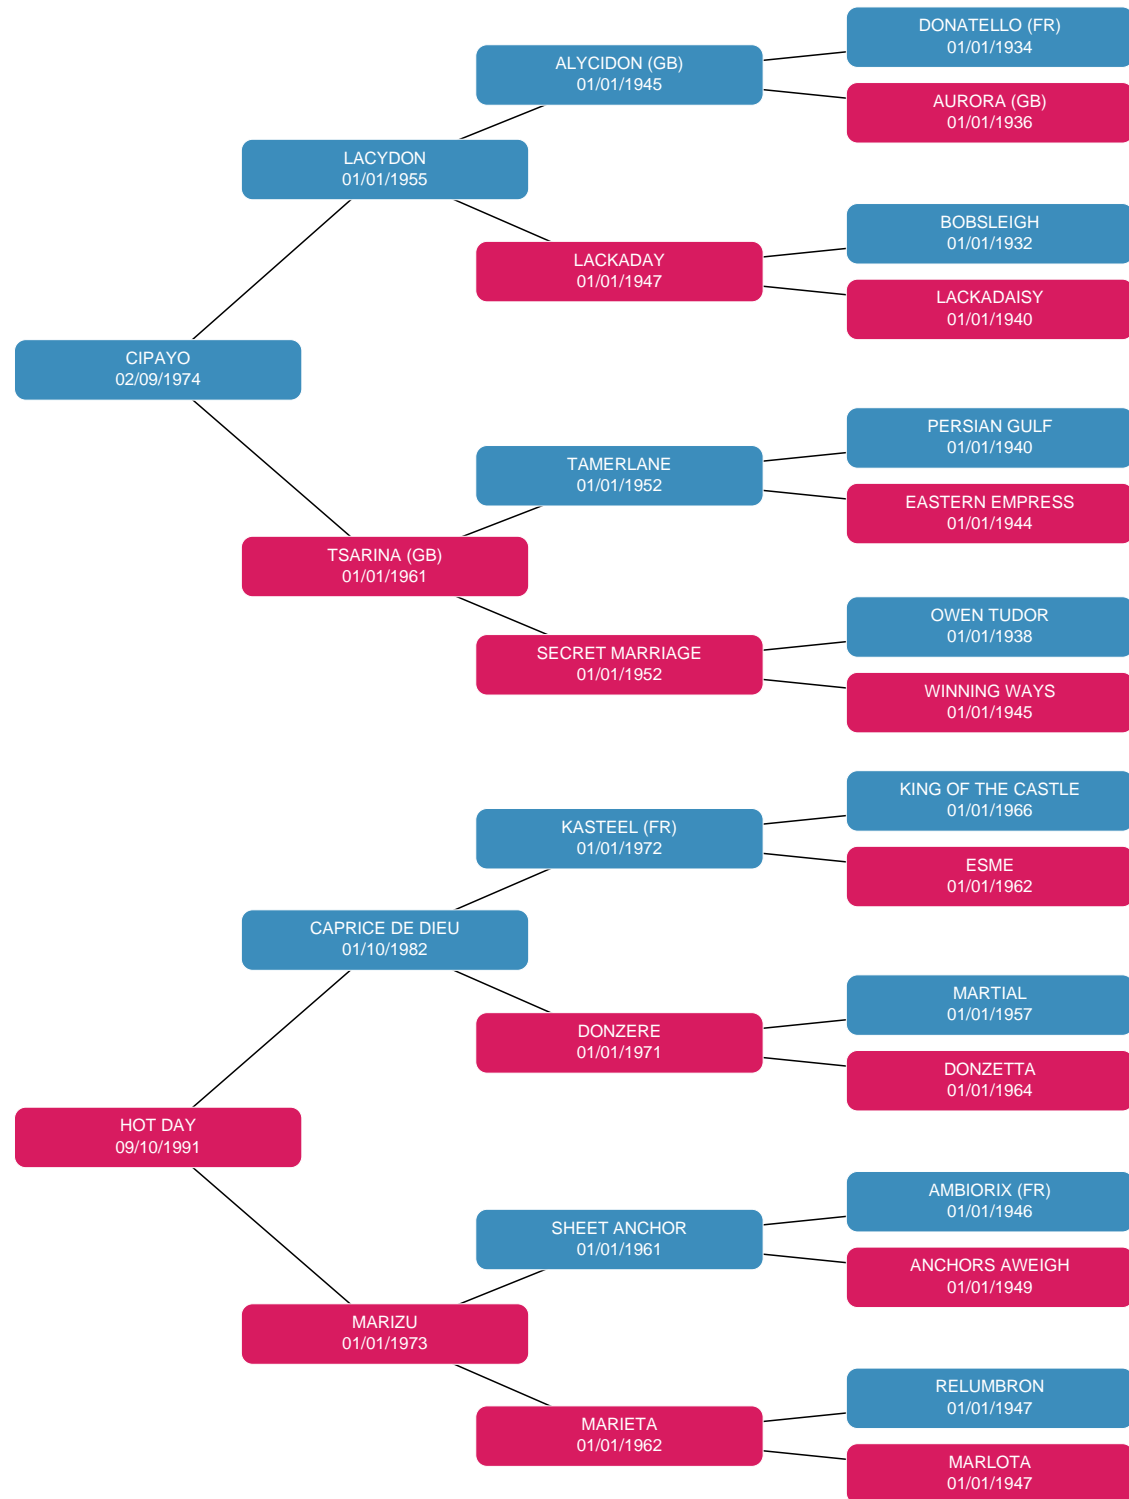 DONATELLO (FR)
01/01/1934
ALYCIDON (GB)
01/01/1945
AURORA (GB)
01/01/1936
LACYDON
01/01/1955
BOBSLEIGH
01/01/1932
LACKADAY
01/01/1947
LACKADAISY
01/01/1940
CIPAYO
02/09/1974
PERSIAN GULF
01/01/1940
TAMERLANE
01/01/1952
EASTERN EMPRESS
01/01/1944
TSARINA (GB)
01/01/1961
OWEN TUDOR
01/01/1938
SECRET MARRIAGE
01/01/1952
WINNING WAYS
01/01/1945
KING OF THE CASTLE
01/01/1966
KASTEEL (FR)
01/01/1972
ESME
01/01/1962
CAPRICE DE DIEU
01/10/1982
MARTIAL
01/01/1957
DONZERE
01/01/1971
DONZETTA
01/01/1964
HOT DAY
09/10/1991
AMBIORIX (FR)
01/01/1946
SHEET ANCHOR
01/01/1961
ANCHORS AWEIGH
01/01/1949
MARIZU
01/01/1973
RELUMBRON
01/01/1947
MARIETA
01/01/1962
MARLOTA
01/01/1947